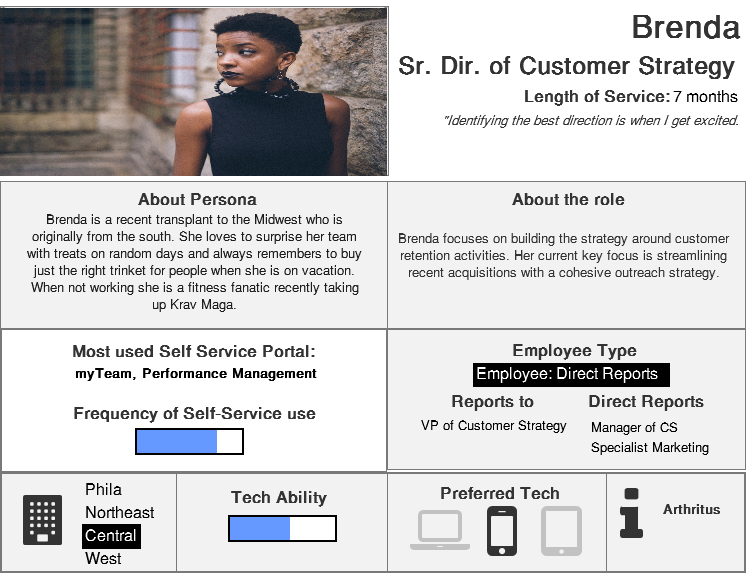 Brenda
Sr. Dir. of Customer Strategy
Length of Service: 7 months
"Identifying the best direction is when I get excited.
About Persona
Brenda is a recent transplant to the Midwest who is
originally from the south. She loves to surprise her team
with treats on random days and always remembers to buy
just the right trinket for people when she is on vacation.
When not working she is a fitness fanatic recently taking
up Krav Maga.
About the role
Brenda focuses on building the strategy around customer
retention activities. Her current key focus is streamlining
recent acquisitions with a cohesive outreach strategy.
Most used Self Service Portal:
myTeam, Performance Management
Frequency of Self-Service use
Employee Type
Employee: Direct Reports
Reports to
VP of Customer Strategy
Direct Reports
Manager of CS
Specialist Marketing
Phila
Northeast
Central
West
Tech Ability
Preferred Tech
Arthritus